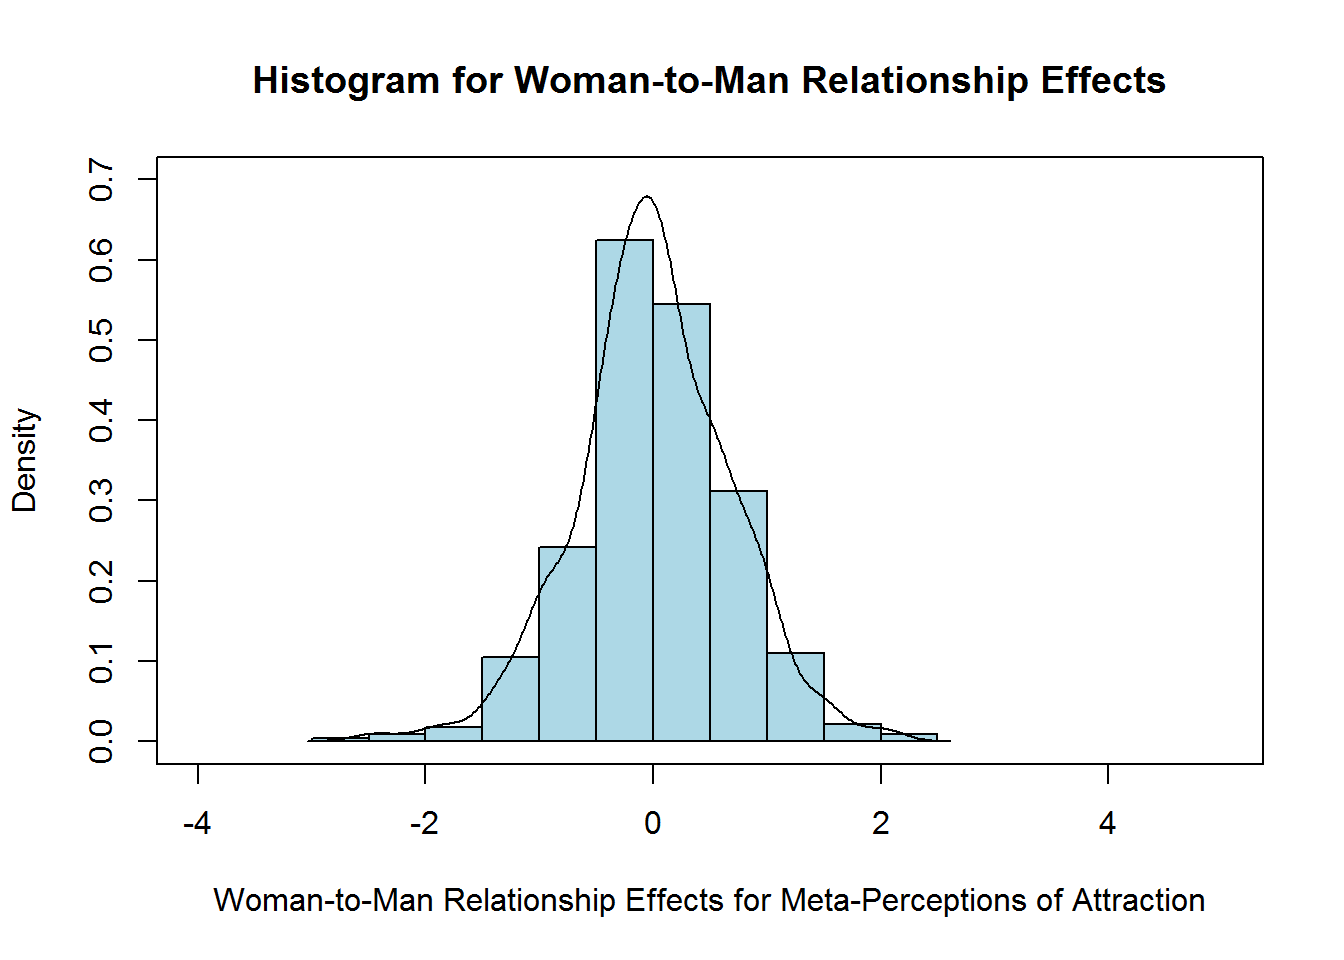 Histogram for Woman-to-Man Relationship Effects
Density
0.7
0.6
0.5
0.4
0.3
0.2
0.1
0.0
-4 -2 0 2 4
Woman-to-Man Relationship Effects for Meta-Perceptions of Attraction